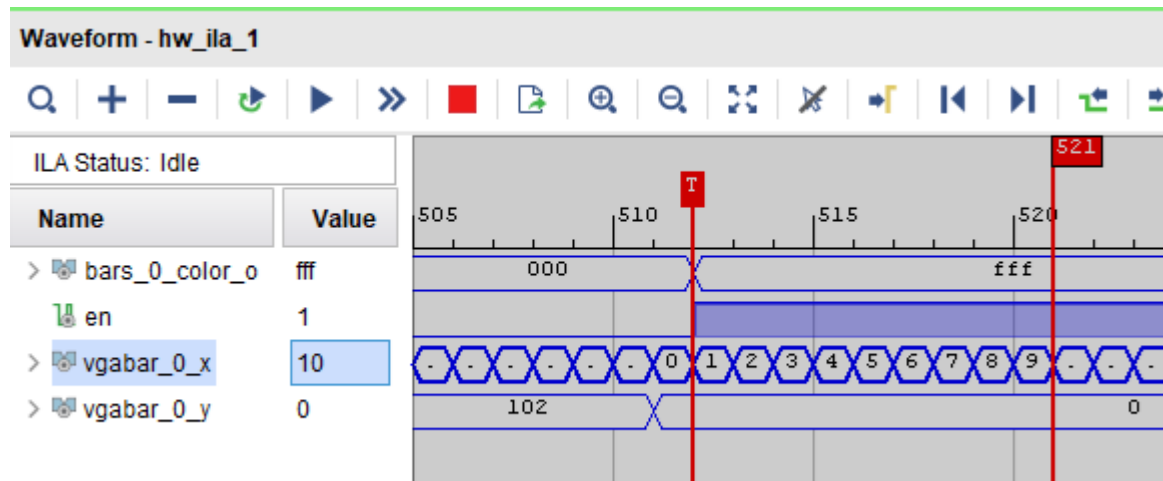 Waveform - hw_ila_1
521
ILA Status: Idle
T
Name Value 505 510 515 520
bars_0_color_o fff 000 fff
en 1
vgabar_0_x 10 . . . . . . 0 1 2 3 4 5 6 7 8 9 . . .
vgabar_0_y 0 102 0